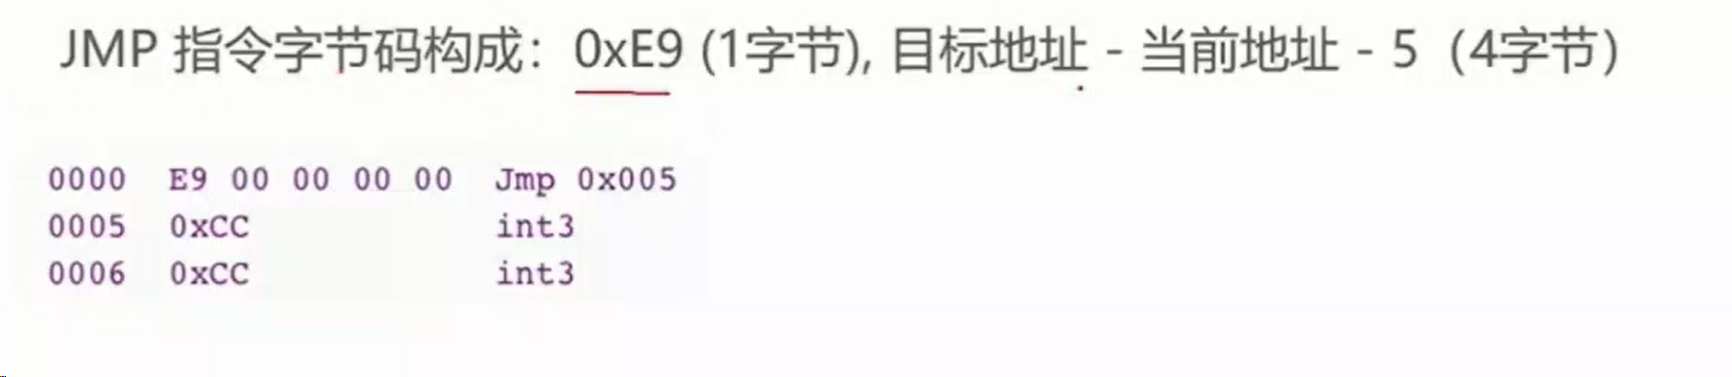 JMP 指令字节码构成：0xE9 (1字节), 目标地址 - 当前地址 - 5（4字节）
0000 E9 00 00 00 00 Jmp 0x005
0005 0xCC int3
0006 0xCC int3